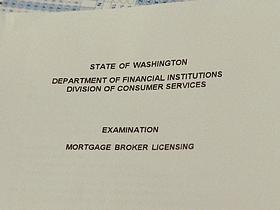 STATE OF WASHINGTON
DEPARTMENT OF FINANCIAL INSTITUTIONS
DIVISION OF CONSUMER SERVICES
EXAMINATION
MORTGAGE BROKER LICENSING